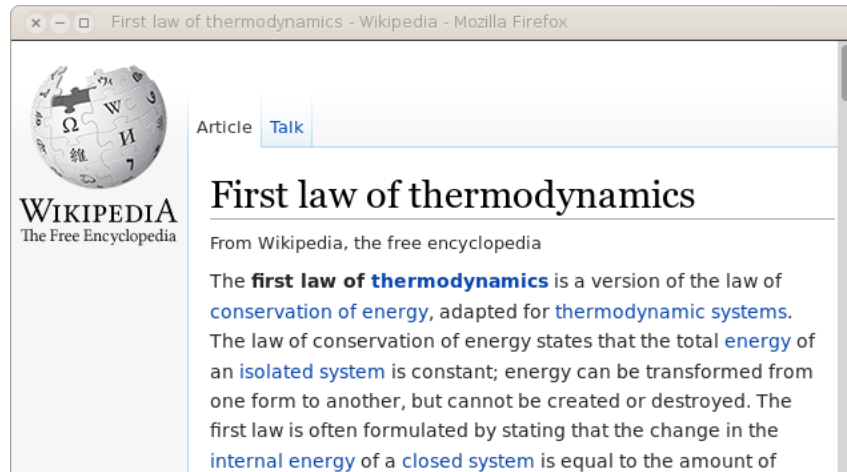 First law of thermodynamics - Wikipedia - Mozilla Firefox
Ω W И 維 7
WIKIPEDIA
The Free Encyclopedia
Article Talk
First law of thermodynamics
From Wikipedia, the free encyclopedia
The first law of thermodynamics is a version of the law of
conservation of energy, adapted for thermodynamic systems.
The law of conservation of energy states that the total energy of
an isolated system is constant; energy can be transformed from
one form to another, but cannot be created or destroyed. The
first law is often formulated by stating that the change in the
internal energy of a closed system is equal to the amount of